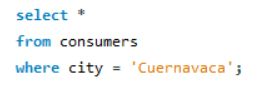 select *
from consumers
where city = 'Cuernavaca';